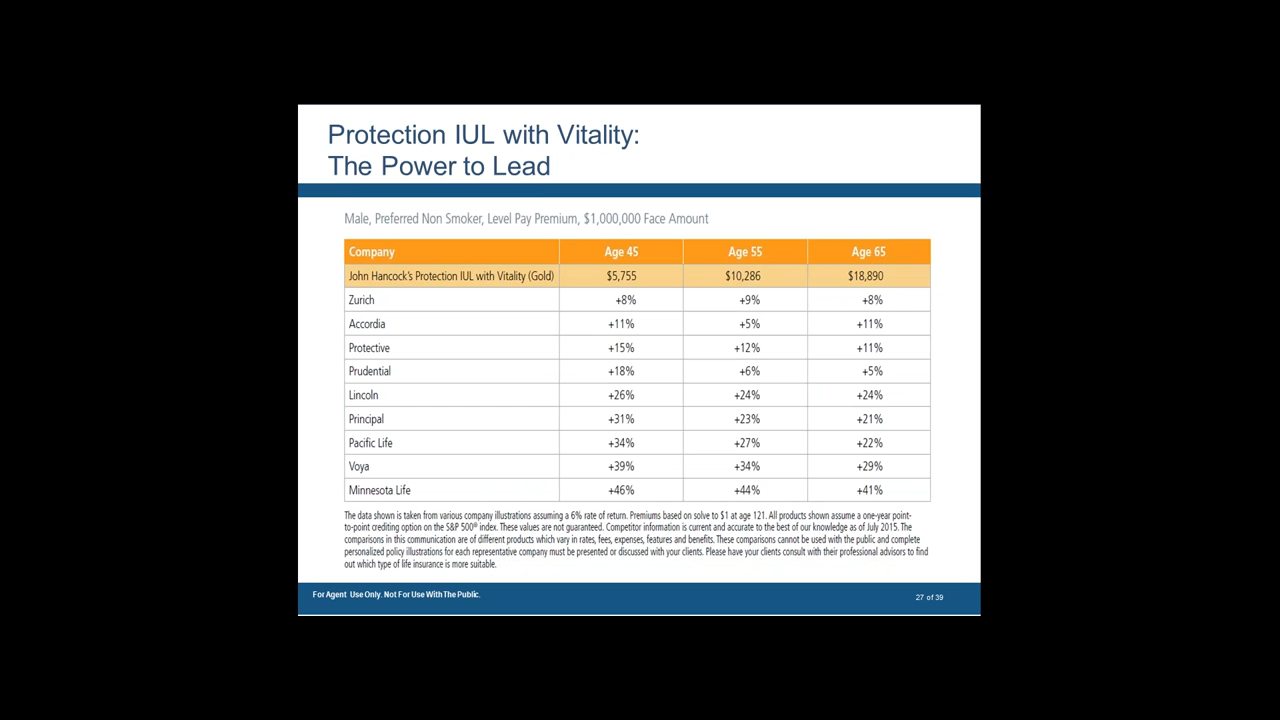 Protection IUL with Vitality:
The Power to Lead
Male, Preferred Non Smoker, Level Pay Premium, $1,000,000 Face Amount
Company Age 45 Age 55 Age 65
John Hancock's Protection IUL with Vitality (Gold) $5,755 $10,286 $18,890
Zurich +8% +9% +8%
Accordia +11% +5% +11%
Protective +15% +12% +11%
Prudential +18% +6% +5%
Lincoln +26% +24% +24%
Principal +31% +23% +21%
Pacific Life +34% +27% +22%
Voya +39% +34% +29%
Minnesota Life +46% +44% +41%
The data shown is taken from various company illustrations assuming a 6% rate of return. Premiums based on solve to $1 at age 121. All products shown assume a one-year point-
to-point crediting option on the S&P 500® index. These values are not guaranteed. Competitor information is current and accurate to the best of our knowledge as of July 2015. The
comparisons in this communication are of different products which vary in rates, fees, expenses, features and benefits. These comparisons cannot be used with the public and complete
personalized policy illustrations for each representative company must be presented or discussed with your clients. Please have your clients consult with their professional advisors to find
out which type of life insurance is more suitable.
For Agent Use Only. Not For Use With The Public.
27 of 39